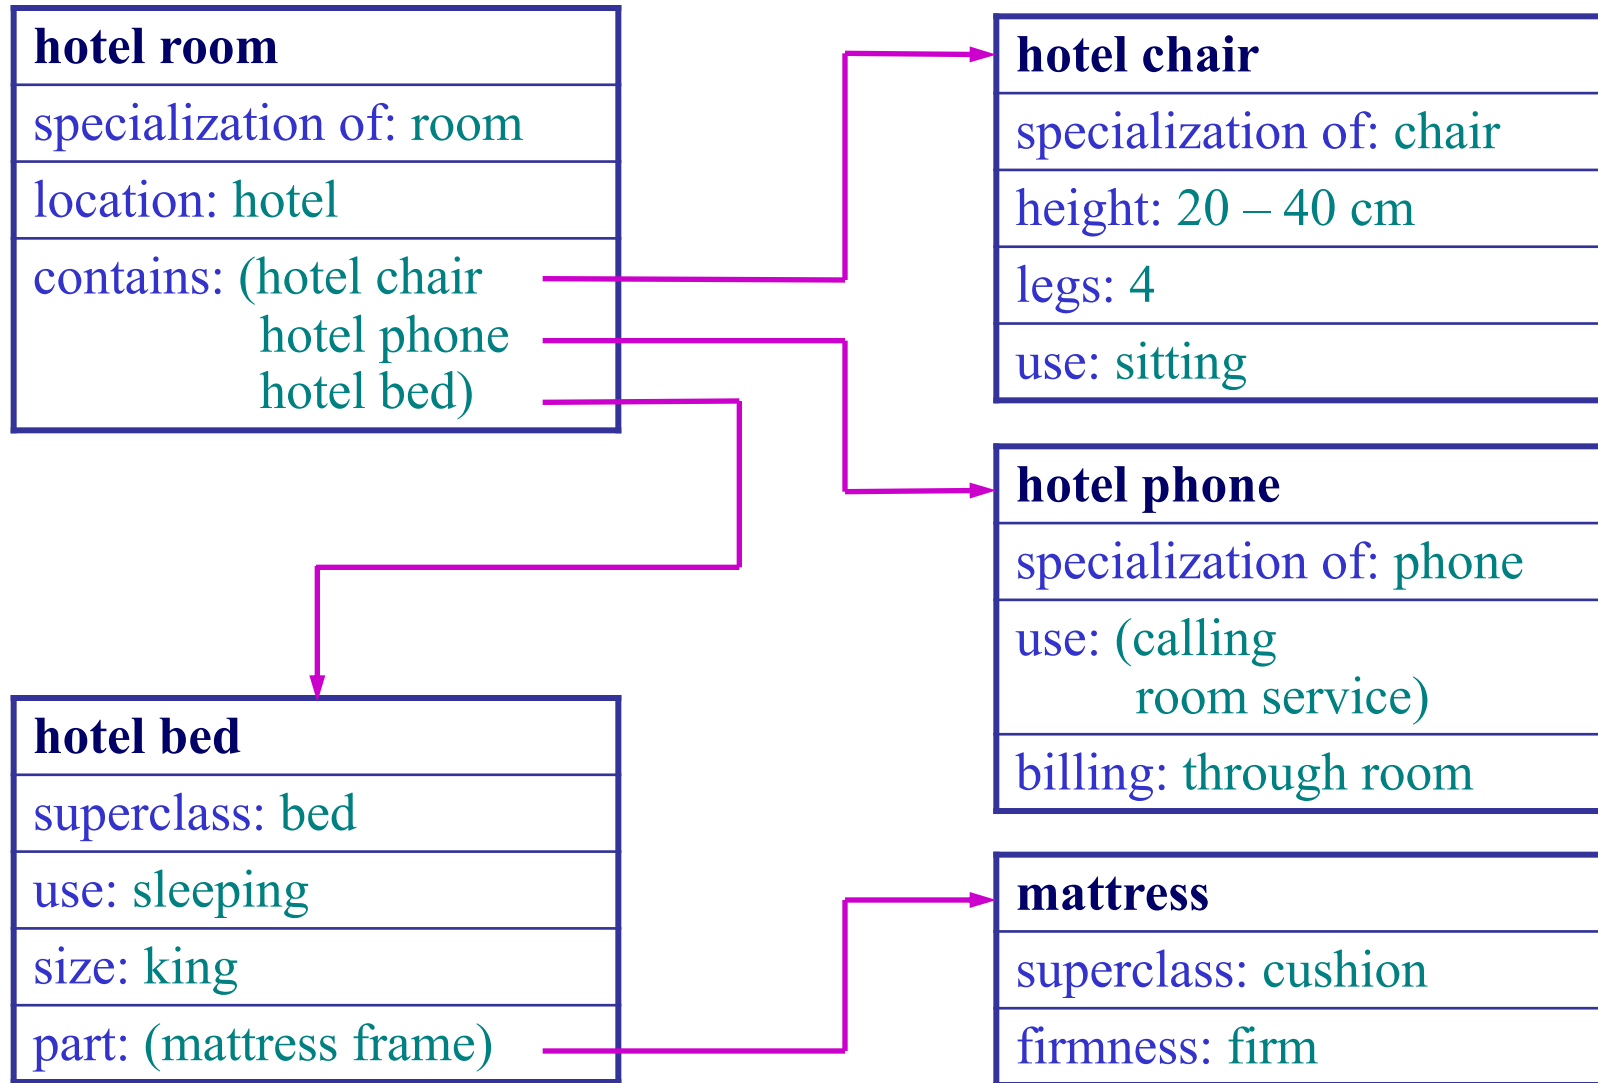 hotel room
specialization of: room
location: hotel
contains: (hotel chair
hotel phone
hotel bed)
hotel chair
specialization of: chair
height: 20 – 40 cm
legs: 4
use: sitting
hotel phone
specialization of: phone
use: (calling
room service)
billing: through room
hotel bed
superclass: bed
use: sleeping
size: king
part: (mattress frame)
mattress
superclass: cushion
firmness: firm